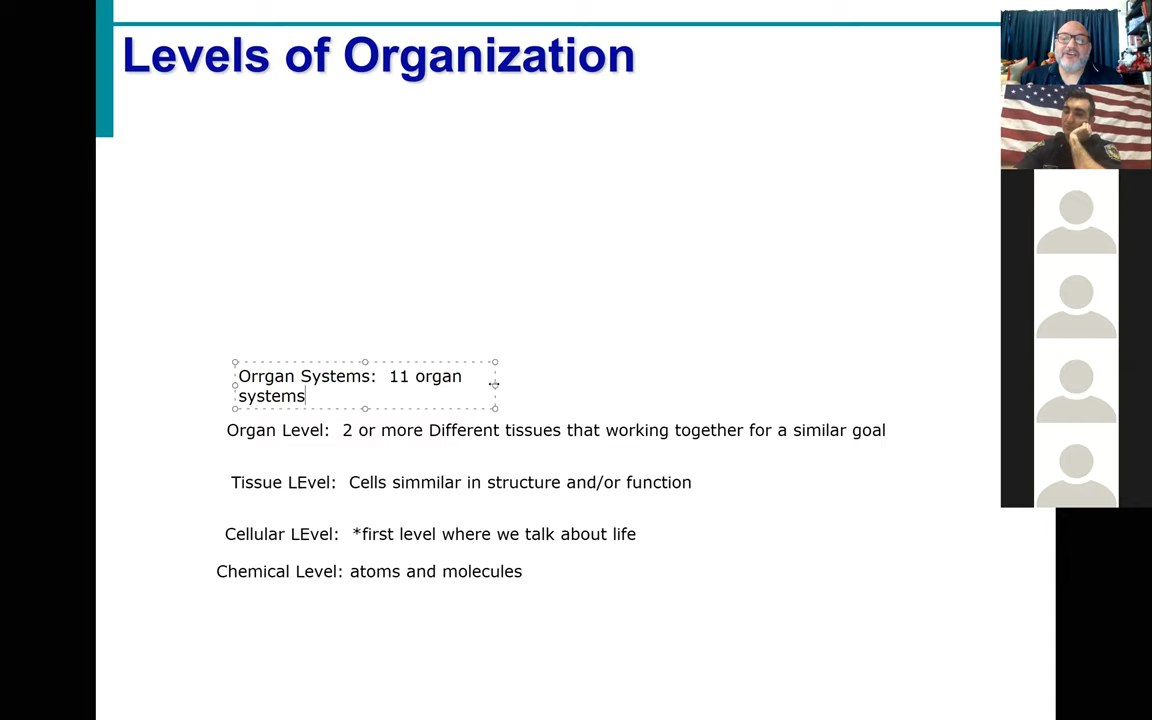 Levels of Organization
Orrgan Systems: 11 organ
systems
Organ Level: 2 or more Different tissues that working together for a similar goal
Tissue LEvel: Cells simmilar in structure and/or function
Cellular LEvel: *first level where we talk about life
Chemical Level: atoms and molecules